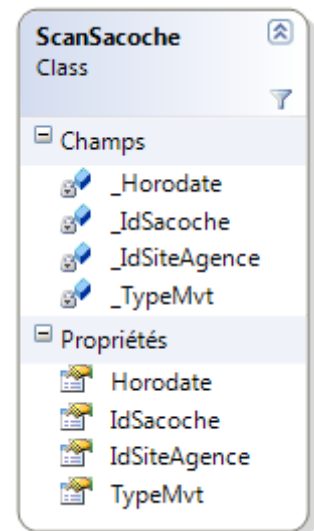 ScanSacoche
Class
Champs
_Horodate
_IdSacoche
_IdSiteAgence
_TypeMvt
Propriétés
Horodate
IdSacoche
IdSiteAgence
TypeMvt